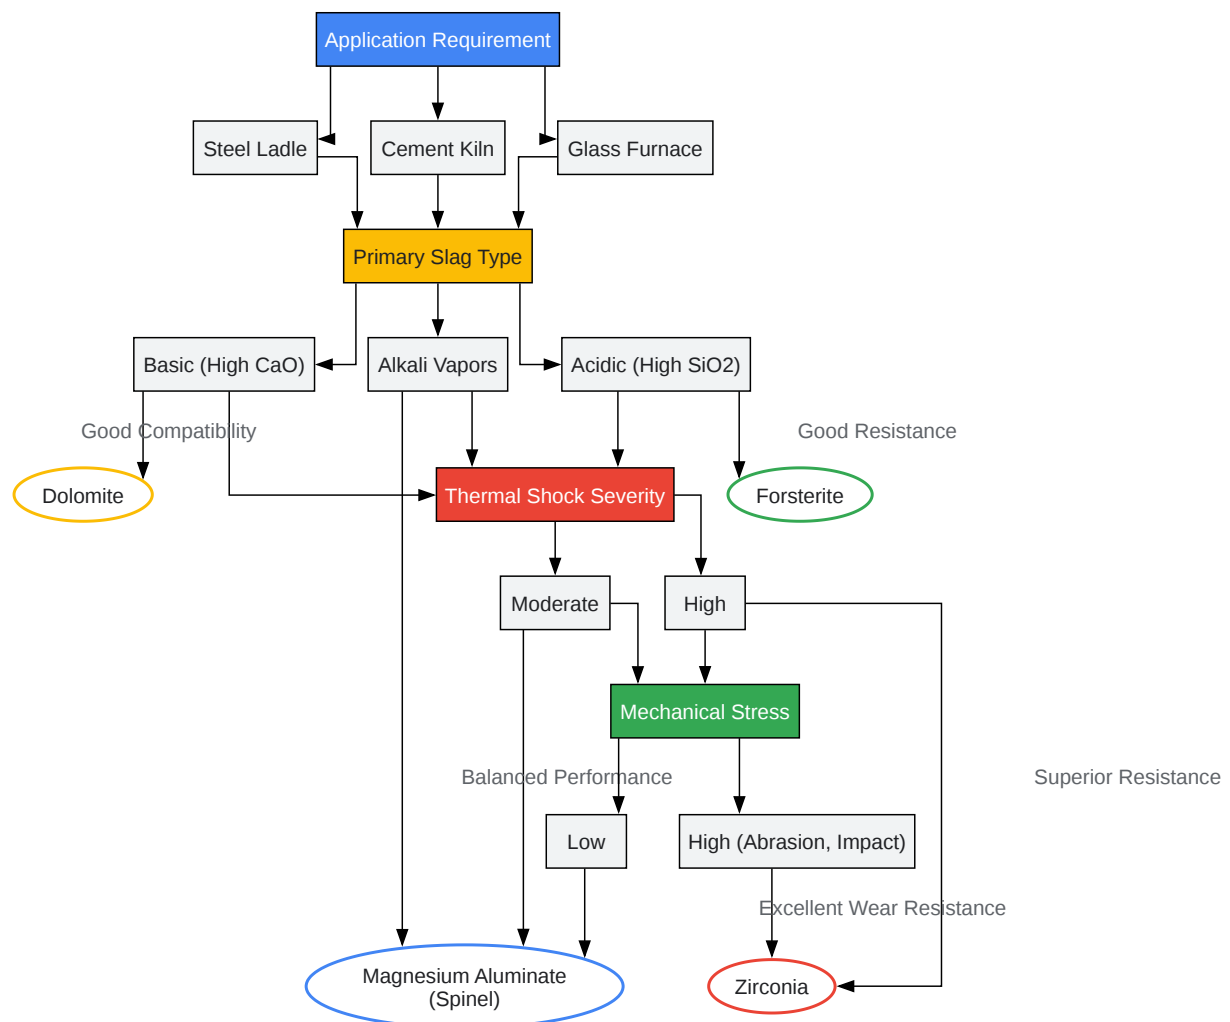 Application Requirement
Steel Ladle
Cement Kiln
Glass Furnace
Primary Slag Type
Basic (High CaO)
Alkali Vapors
Acidic (High SiO2)
Good Compatibility
Good Resistance
Dolomite
Thermal Shock Severity
Forsterite
Moderate
High
Mechanical Stress
Balanced Performance
Superior Resistance
Low
High (Abrasion, Impact)
Excellent Wear Resistance
Magnesium Aluminate
(Spinel)
Zirconia